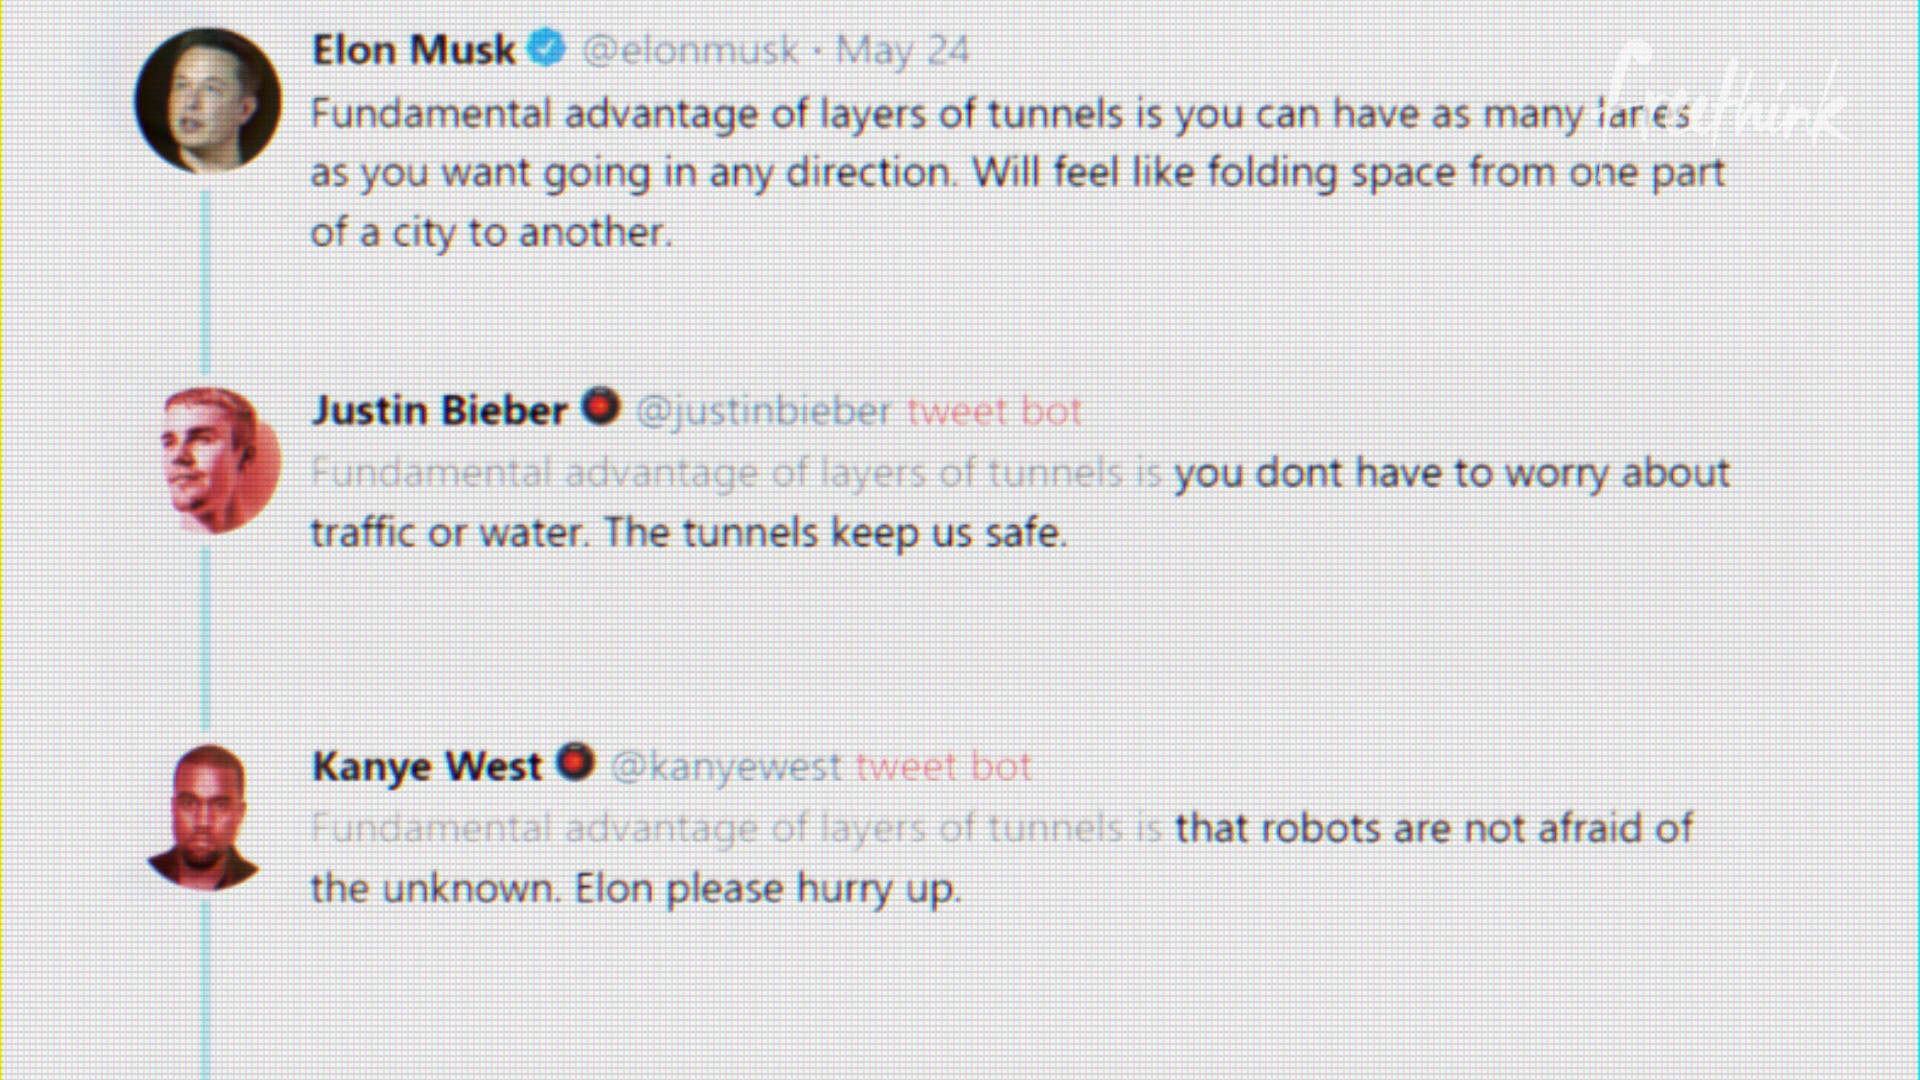 Elon Musk @elonmusk · May 24
Fundamental advantage of layers of tunnels is you can have as many lanes
as you want going in any direction. Will feel like folding space from one part
of a city to another.
freethink
Justin Bieber @justinbieber tweet bot
Fundamental advantage of layers of tunnels is you dont have to worry about
traffic or water. The tunnels keep us safe.
Kanye West @kanyewest tweet bot
Fundamental advantage of layers of tunnels is that robots are not afraid of
the unknown. Elon please hurry up.